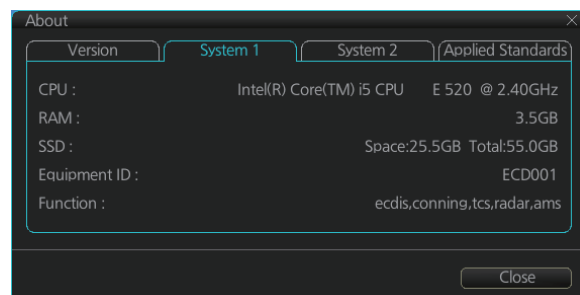 About
Version System 1 System 2 Applied Standards
CPU : Intel(R) Core(TM) i5 CPU E 520 @ 2.40GHz
RAM : 3.5GB
SSD : Space:25.5GB Total:55.0GB
Equipment ID : ECD001
Function : ecdis,conning,tcs,radar,ams
Close